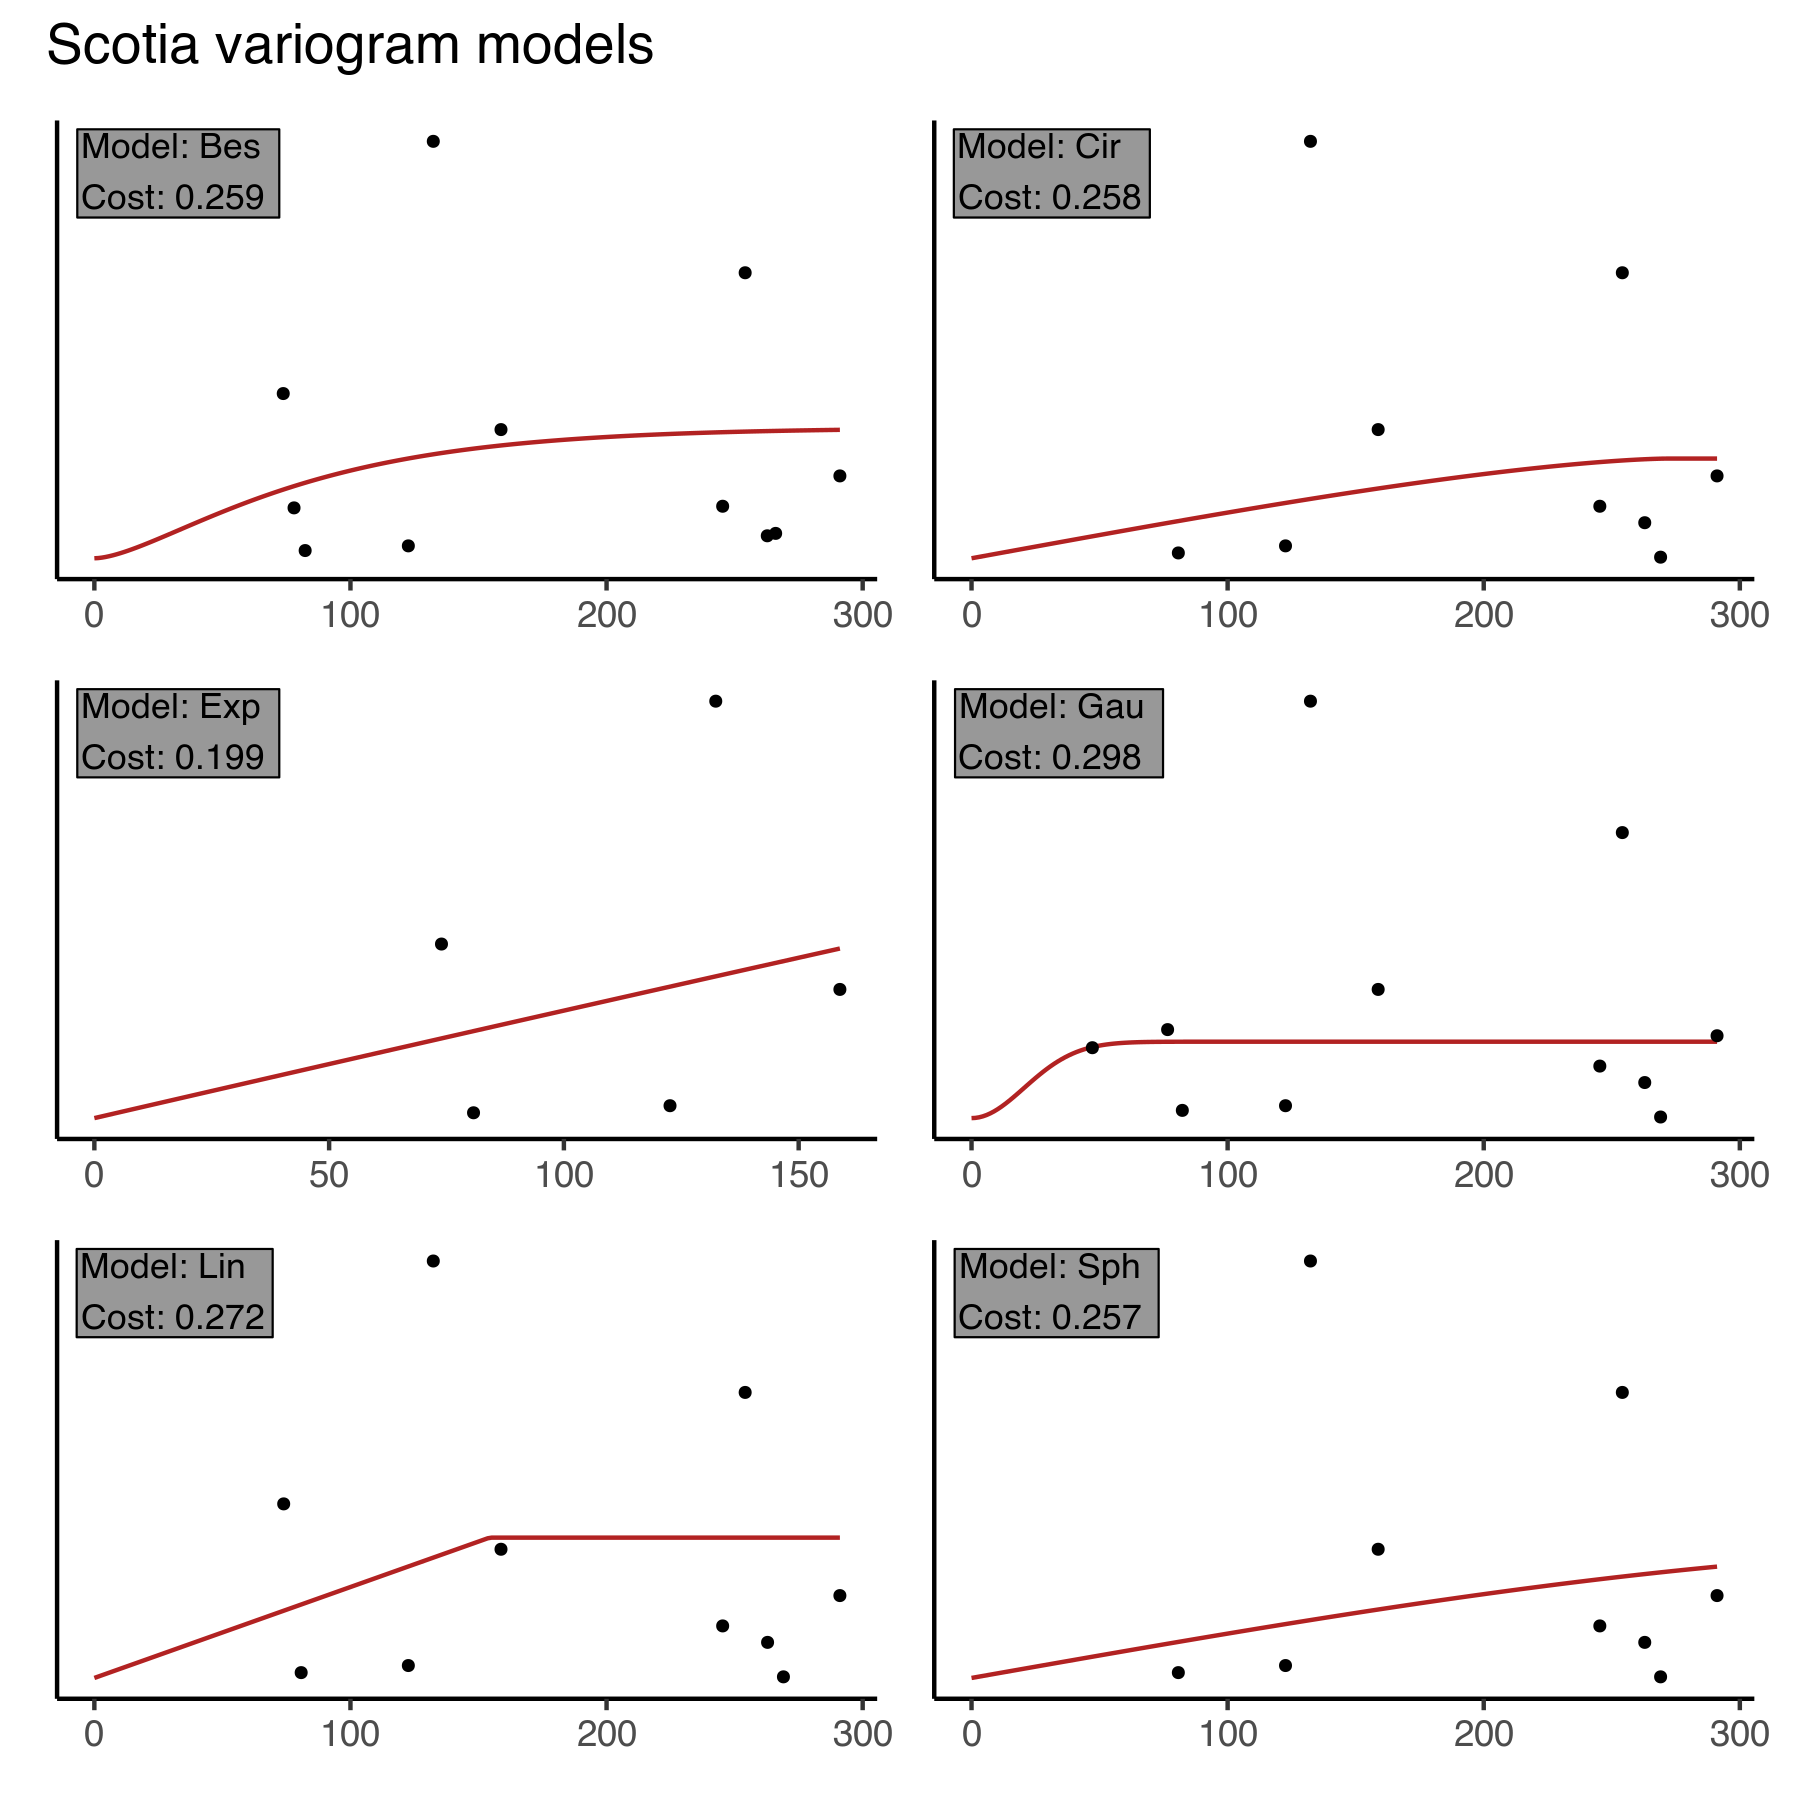 Scotia variogram models
Model: Bes
Cost: 0.259
0 100 200 300
Model: Cir
Cost: 0.258
0 100 200 300
Model: Exp
Cost: 0.199
0 50 100 150
Model: Gau
Cost: 0.298
0 100 200 300
Model: Lin
Cost: 0.272
0 100 200 300
Model: Sph
Cost: 0.257
0 100 200 300